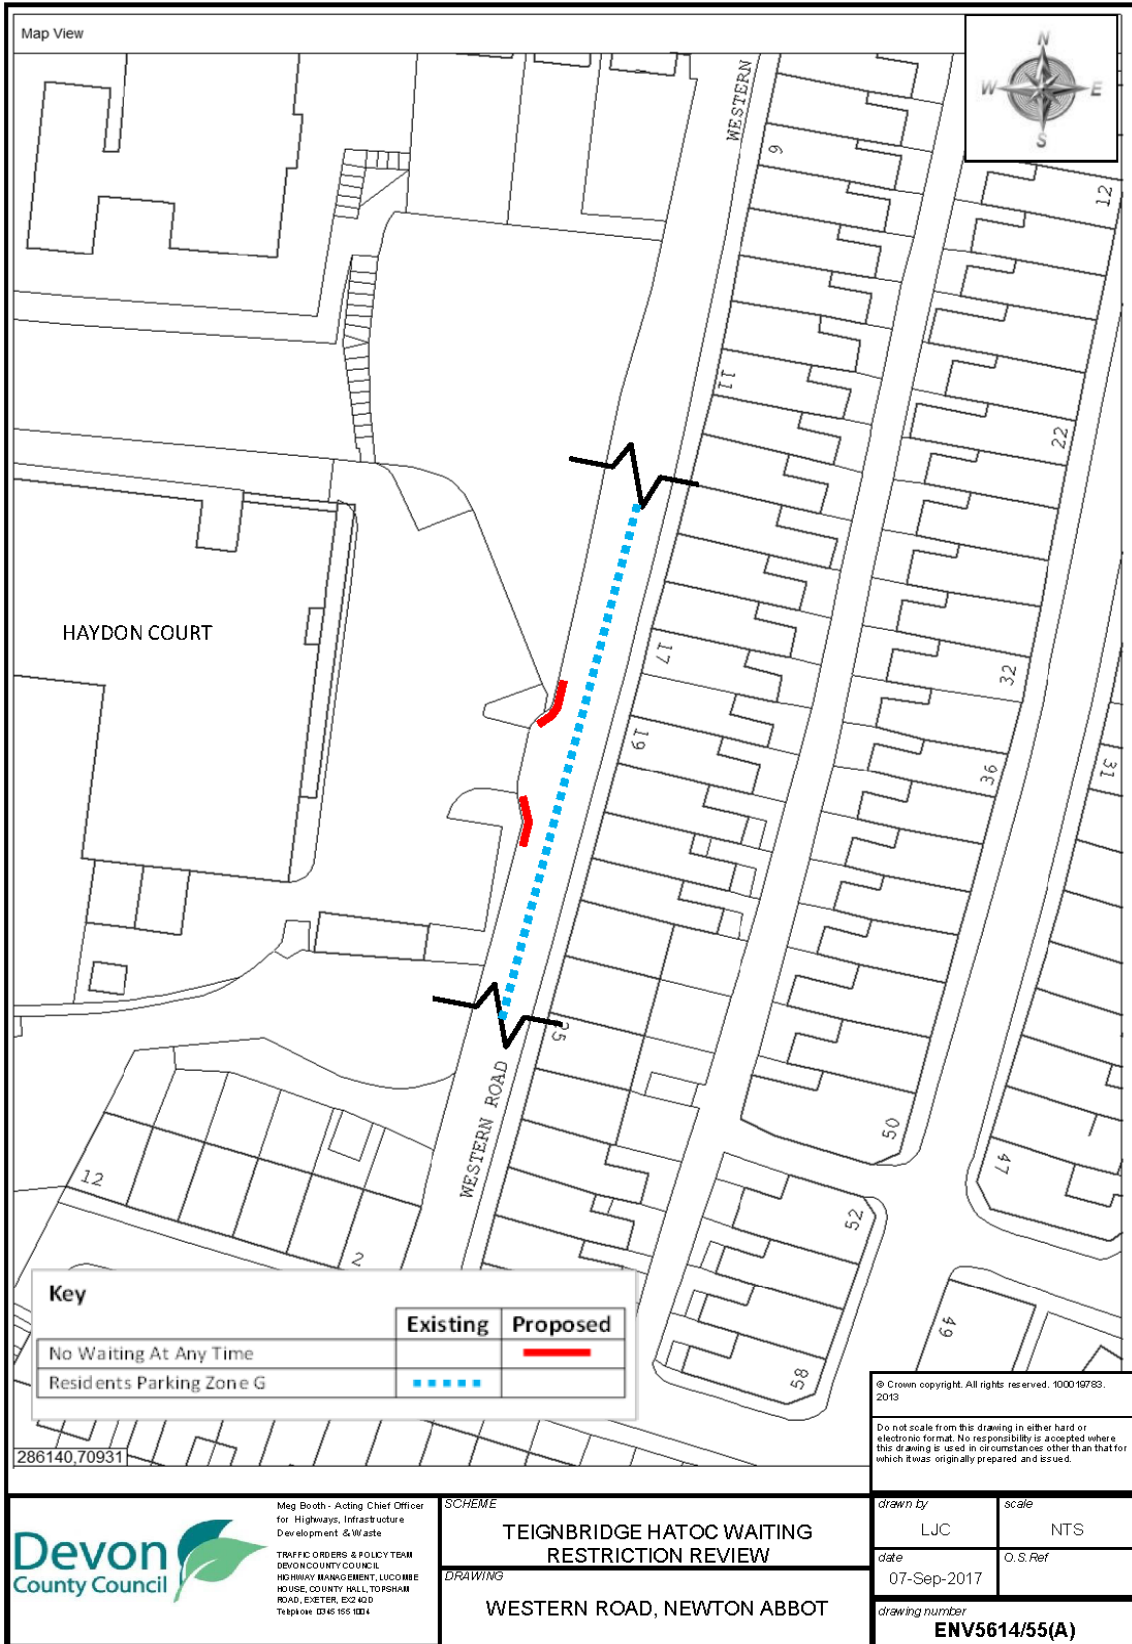 Map View
N
W
E
S
WESTERN
6
12
11
22
HAYDON COURT
17
32
19
36
31
25
WESTERN ROAD
50
47
12
52
2
49
58
Key
Existing Proposed
No Waiting At Any Time
Residents Parking Zone G
286140,70931
© Crown copyright. All rights reserved. 100019783.
2013
Do not scale from this drawing in either hard or
electronic format. No responsibility is accepted where
this drawing is used in circumstances other than that for
which it was originally prepared and issued.
Devon
County Council
Meg Booth - Acting Chief Officer
for Highways, Infrastructure
Development & Waste
TRAFFIC ORDERS & POLICY TEAM
DEVON COUNTY COUNCIL
HIGHWAY MANAGEMENT, LUCOMBE
HOUSE, COUNTY HALL, TOPSHAM
ROAD, EXETER, EX2 4QD
Telephone 0345 155 1004
SCHEME
TEIGNBRIDGE HATOC WAITING
RESTRICTION REVIEW
DRAWING
WESTERN ROAD, NEWTON ABBOT
drawn by
LJC
scale
NTS
date
07-Sep-2017
O.S.Ref
drawing number
ENV5614/55(A)